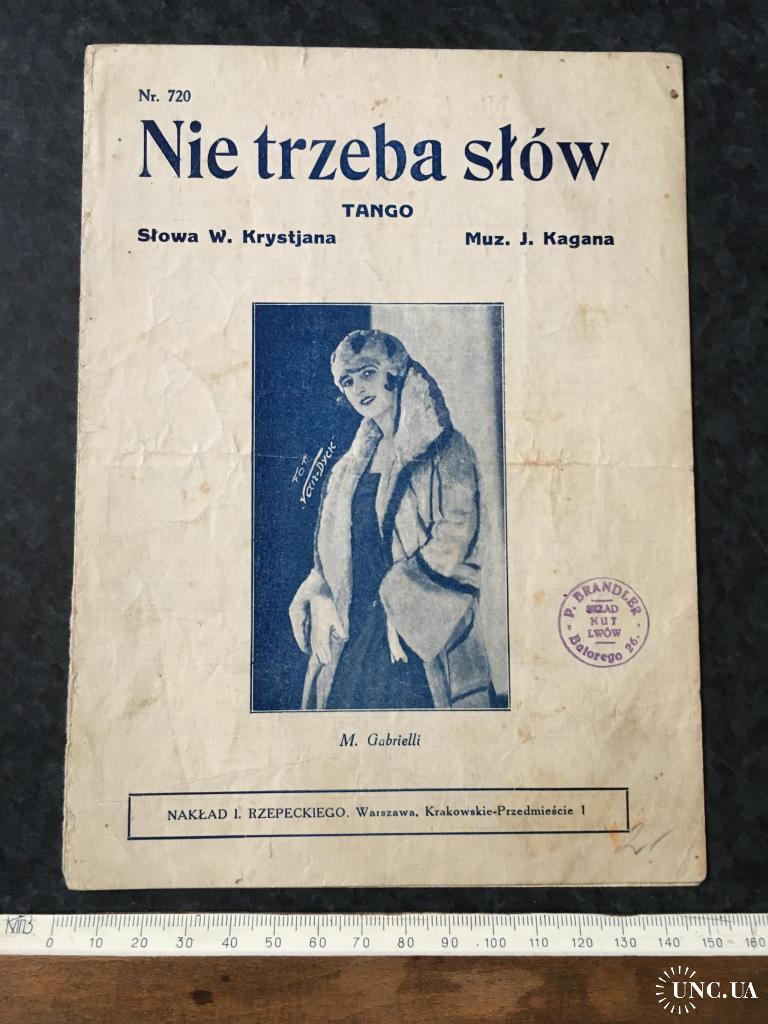 Nr. 720
Nie trzeba słów
TANGO
Słowa W. Krystjana
Muz. J. Kagana
FOT.
"Van-Dyck"
P. BRANDLER
SKŁAD
NUT
LWÓW
Batorego 26.
M. Gabrielli
NAKŁAD I. RZEPECKIEGO. Warszawa, Krakowskie-Przedmieście 1
0 10 20 30 40 50 60 70 80 90 100 110 120 130 140 150 160
UNC.UA